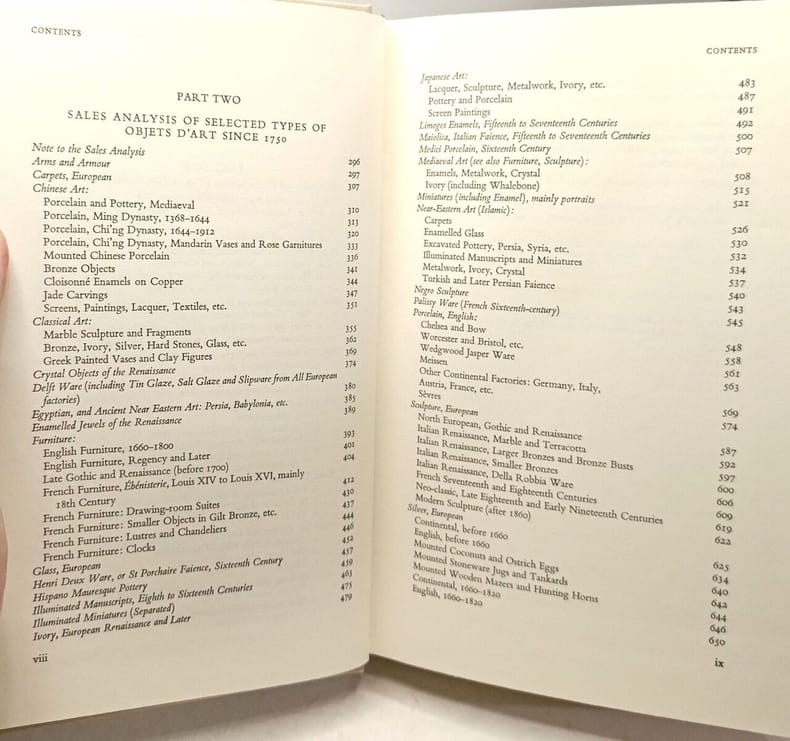 CONTENTS
PART TWO
SALES ANALYSIS OF SELECTED TYPES OF
OBJETS D'ART SINCE 1750
Note to the Sales Analysis 296
Arms and Armour 297
Carpets, European 307
Chinese Art:
Porcelain and Pottery, Mediaeval 310
Porcelain, Ming Dynasty, 1368–1644 313
Porcelain, Chi'ng Dynasty, 1644–1912 320
Porcelain, Chi'ng Dynasty, Mandarin Vases and Rose Garnitures 333
Mounted Chinese Porcelain 336
Bronze Objects 341
Cloisonné Enamels on Copper 344
Jade Carvings 347
Screens, Paintings, Lacquer, Textiles, etc. 351
Classical Art:
Marble Sculpture and Fragments 355
Bronze, Ivory, Silver, Hard Stones, Glass, etc. 362
Greek Painted Vases and Clay Figures 369
Crystal Objects of the Renaissance 374
Delft Ware (including Tin Glaze, Salt Glaze and Slipware from All European
factories) 380
Egyptian, and Ancient Near Eastern Art: Persia, Babylonia, etc. 385
Enamelled Jewels of the Renaissance 389
Furniture:
English Furniture, 1660–1800 393
English Furniture, Regency and Later 401
Late Gothic and Renaissance (before 1700) 404
French Furniture, Ébénisterie, Louis XIV to Louis XVI, mainly
18th Century 412
French Furniture: Drawing-room Suites 430
French Furniture: Smaller Objects in Gilt Bronze, etc. 437
French Furniture: Lustres and Chandeliers 444
French Furniture: Clocks 446
Glass, European 452
Henri Deux Ware, or St Porchaire Faience, Sixteenth Century 457
Hispano Mauresque Pottery 459
Illuminated Manuscripts, Eighth to Sixteenth Centuries 463
Illuminated Miniatures (Separated) 475
Ivory, European Renaissance and Later 479
viii
CONTENTS
Japanese Art:
Lacquer, Sculpture, Metalwork, Ivory, etc. 483
Pottery and Porcelain 487
Screen Paintings 491
Limoges Enamels, Fifteenth to Seventeenth Centuries 492
Maiolica, Italian Faience, Fifteenth to Seventeenth Centuries 500
Medici Porcelain, Sixteenth Century 507
Mediaeval Art (see also Furniture, Sculpture):
Enamels, Metalwork, Crystal 508
Ivory (including Whalebone) 515
Miniatures (including Enamel), mainly portraits 521
Near-Eastern Art (Islamic):
Carpets 526
Enamelled Glass 530
Excavated Pottery, Persia, Syria, etc. 532
Illuminated Manuscripts and Miniatures 534
Metalwork, Ivory, Crystal 537
Turkish and Later Persian Faience 540
Negro Sculpture 543
Palissy Ware (French Sixteenth-century) 545
Porcelain, English:
Chelsea and Bow 548
Worcester and Bristol, etc. 558
Wedgwood Jasper Ware 561
Meissen 563
Other Continental Factories: Germany, Italy,
Austria, France, etc. 569
Sèvres 574
Sculpture, European
North European, Gothic and Renaissance 587
Italian Renaissance, Marble and Terracotta 592
Italian Renaissance, Larger Bronzes and Bronze Busts 597
Italian Renaissance, Smaller Bronzes 600
Italian Renaissance, Della Robbia Ware 606
French Seventeenth and Eighteenth Centuries 609
Neo-classic, Late Eighteenth and Early Nineteenth Centuries 619
Modern Sculpture (after 1860) 622
Silver, European
Continental, before 1660 625
English, before 1660 634
Mounted Coconuts and Ostrich Eggs 640
Mounted Stoneware Jugs and Tankards 642
Mounted Wooden Mazers and Hunting Horns 644
Continental, 1660–1820 646
English, 1660–1820 650
ix